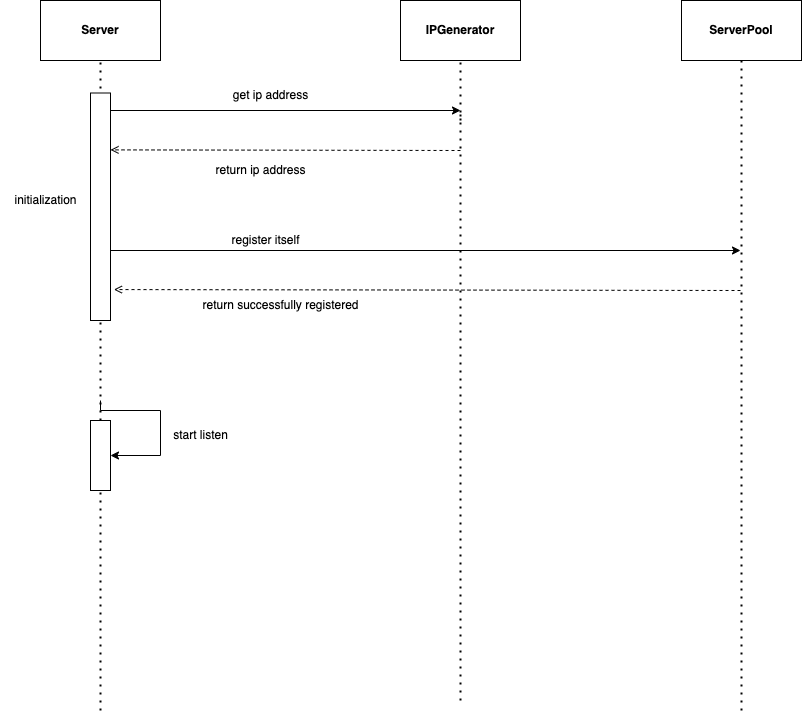 Server
IPGenerator
ServerPool
get ip address
return ip address
initialization
register itself
return successfully registered
start listen